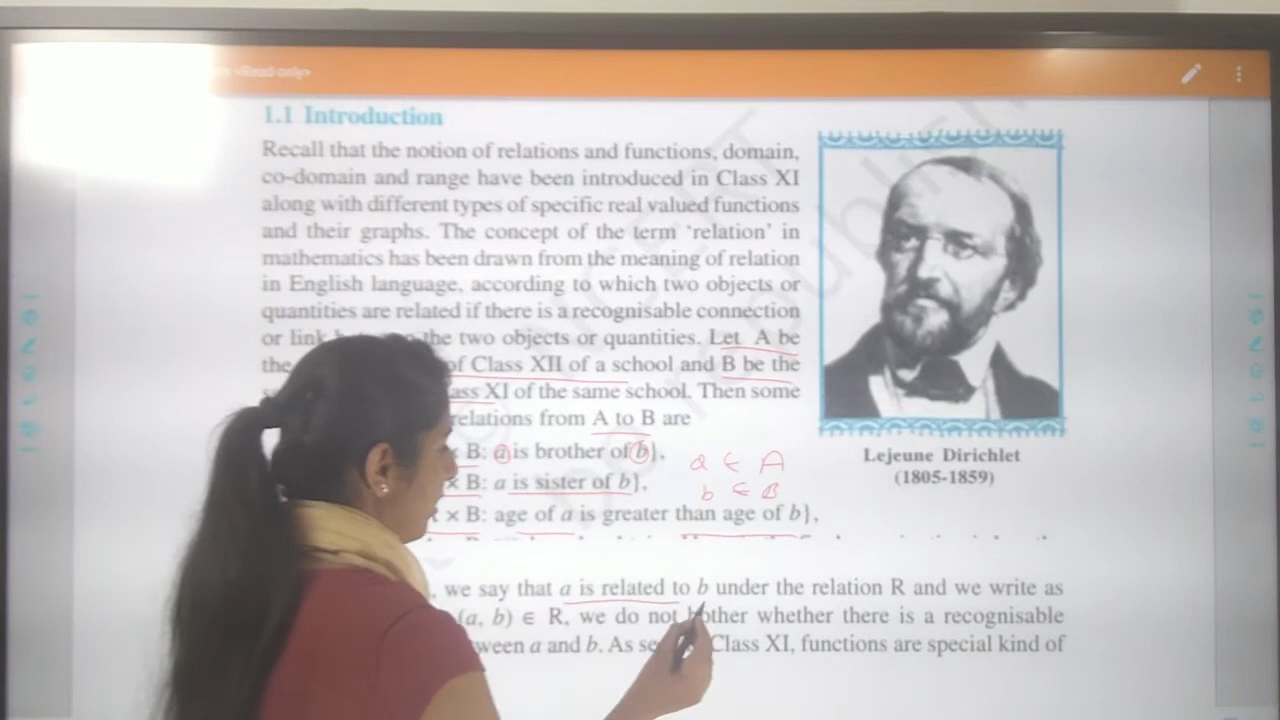 <Read-only>
1.1 Introduction
Recall that the notion of relations and functions, domain,
co-domain and range have been introduced in Class XI
along with different types of specific real valued functions
and their graphs. The concept of the term ‘relation’ in
mathematics has been drawn from the meaning of relation
in English language, according to which two objects or
quantities are related if there is a recognisable connection
or link the two objects or quantities. Let A be
the of Class XII of a school and B be the
XI of the same school. Then some
relations from A to B are
B: a is brother of b},
× B: a is sister of b},
× B: age of a is greater than age of b},
a ∈ A
b ∈ B
we say that a is related to b under the relation R and we write as
(a, b) ∈ R, we do not bother whether there is a recognisable
a and b. As Class XI, functions are special kind of
Lejeune Dirichlet
(1805-1859)